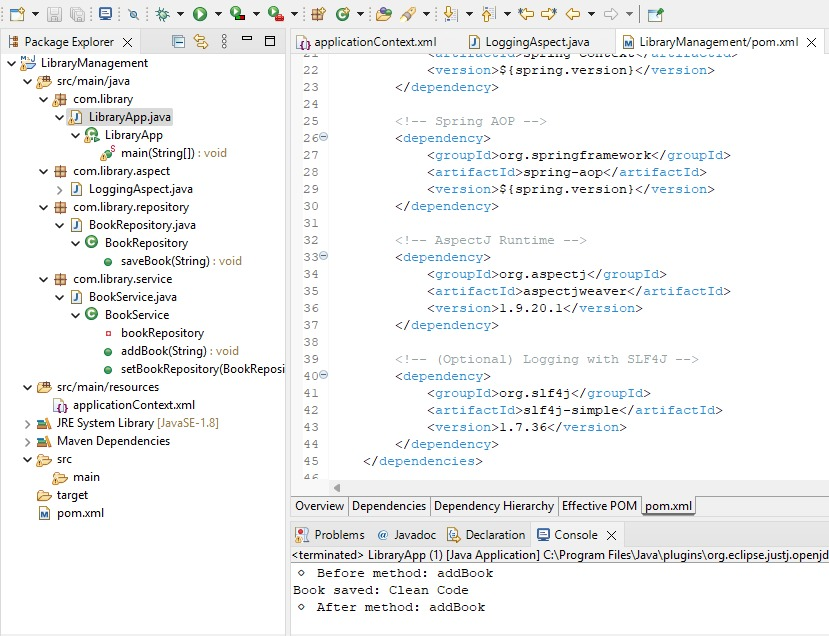 Package Explorer
LibraryManagement
src/main/java
com.library
LibraryApp.java
LibraryApp
main(String[]) : void
com.library.aspect
LoggingAspect.java
com.library.repository
BookRepository.java
BookRepository
saveBook(String) : void
com.library.service
BookService.java
BookService
bookRepository
addBook(String) : void
setBookRepository(BookReposi
src/main/resources
applicationContext.xml
JRE System Library [JavaSE-1.8]
Maven Dependencies
src
main
target
pom.xml
applicationContext.xml LoggingAspect.java LibraryManagement/pom.xml
21 <artifactId>spring-context</artifactId>
22 <version>${spring.version}</version>
23 </dependency>
24
25 <!-- Spring AOP -->
26 <dependency>
27 <groupId>org.springframework</groupId>
28 <artifactId>spring-aop</artifactId>
29 <version>${spring.version}</version>
30 </dependency>
31
32 <!-- AspectJ Runtime -->
33 <dependency>
34 <groupId>org.aspectj</groupId>
35 <artifactId>aspectjweaver</artifactId>
36 <version>1.9.20.1</version>
37 </dependency>
38
39 <!-- (Optional) Logging with SLF4J -->
40 <dependency>
41 <groupId>org.slf4j</groupId>
42 <artifactId>slf4j-simple</artifactId>
43 <version>1.7.36</version>
44 </dependency>
45 </dependencies>
46
Overview Dependencies Dependency Hierarchy Effective POM pom.xml
Problems Javadoc Declaration Console
<terminated> LibraryApp (1) [Java Application] C:\Program Files\Java\plugins\org.eclipse.justj.openjd
Before method: addBook
Book saved: Clean Code
After method: addBook